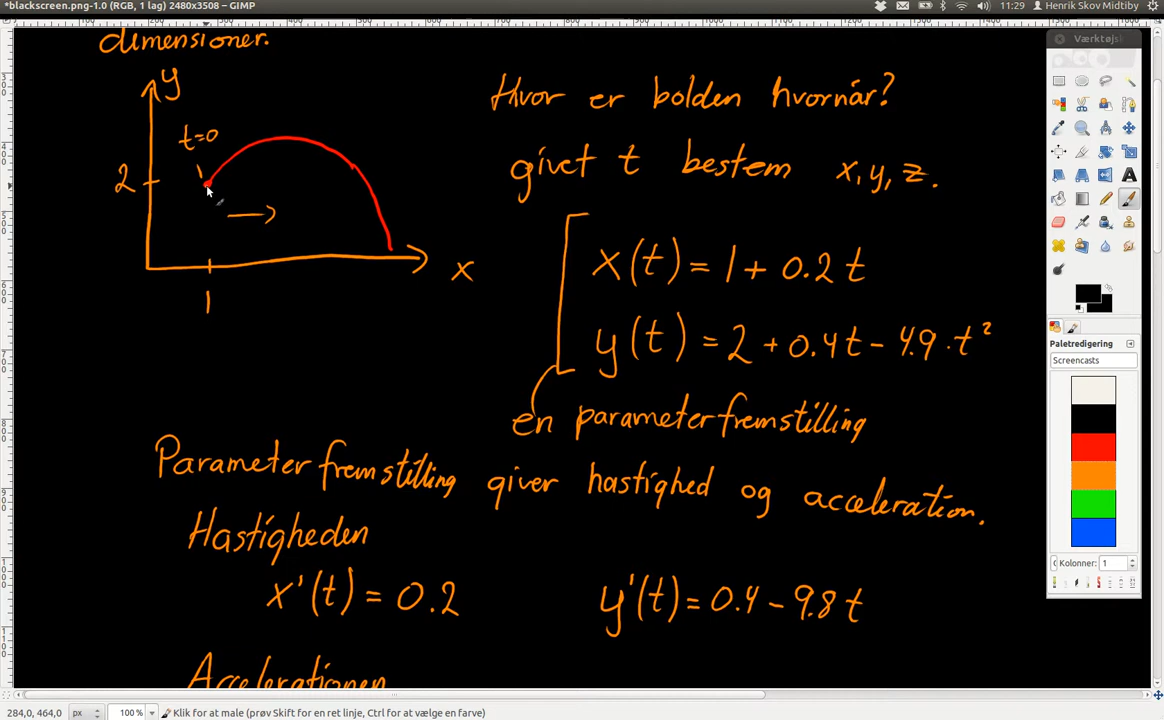 *blackscreen.png-1.0 (RGB, 1 lag) 2480x3508 – GIMP
11:29 Henrik Skov Midtiby
dimensioner.
y
t=0
2
1
x
Hvor er bolden hvornår?
givet t bestem x, y, z.
x(t) = 1 + 0.2 t
y(t) = 2 + 0.4t - 4.9 · t²
en parameterfremstilling
Parameterfremstilling giver hastighed og acceleration.
Hastigheden
x'(t) = 0.2
y'(t) = 0.4 - 9.8 t
Accelerationen
Værktøjsk
Paletredigering
Screencasts
Kolonner: 1
284,0, 464,0 px 100% Klik for at male (prøv Skift for en ret linje, Ctrl for at vælge en farve)